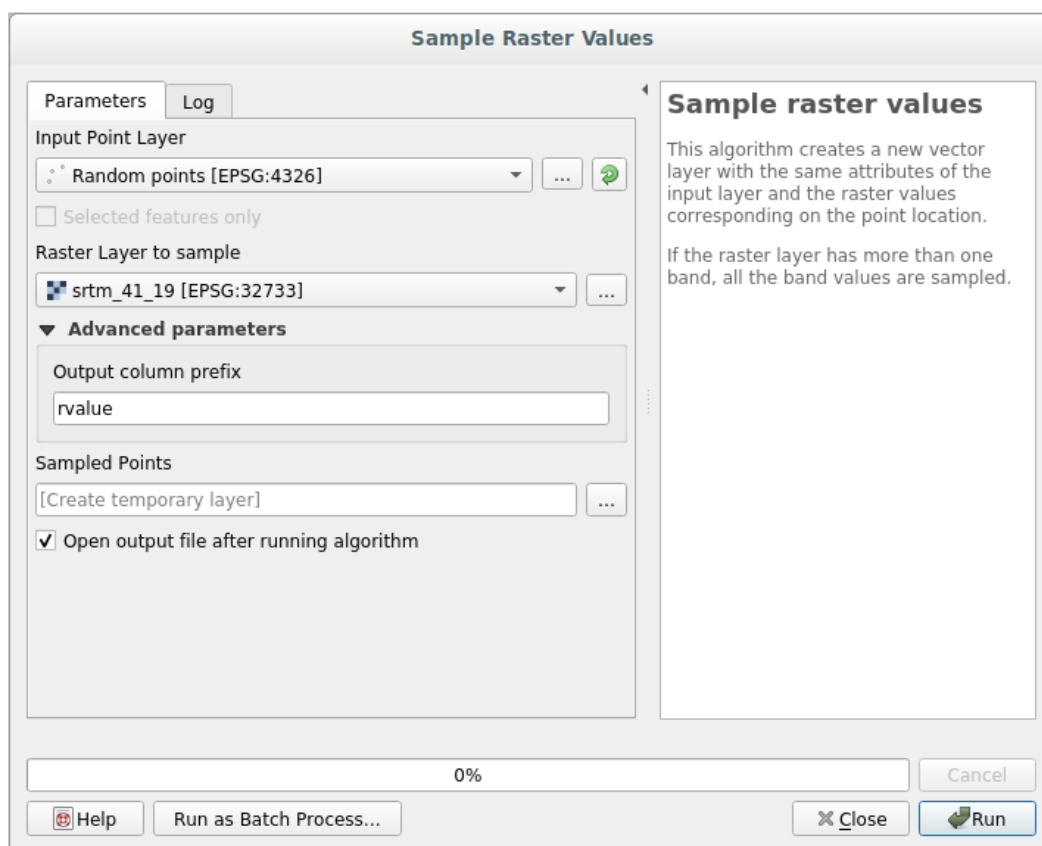 Sample Raster Values
Parameters
Log
Input Point Layer
Random points [EPSG:4326]
...
Selected features only
Raster Layer to sample
srtm_41_19 [EPSG:32733]
...
Advanced parameters
Output column prefix
rvalue
Sampled Points
[Create temporary layer]
...
Open output file after running algorithm
Sample raster values
This algorithm creates a new vector
layer with the same attributes of the
input layer and the raster values
corresponding on the point location.
If the raster layer has more than one
band, all the band values are sampled.
0%
Cancel
Help
Run as Batch Process...
Close
Run